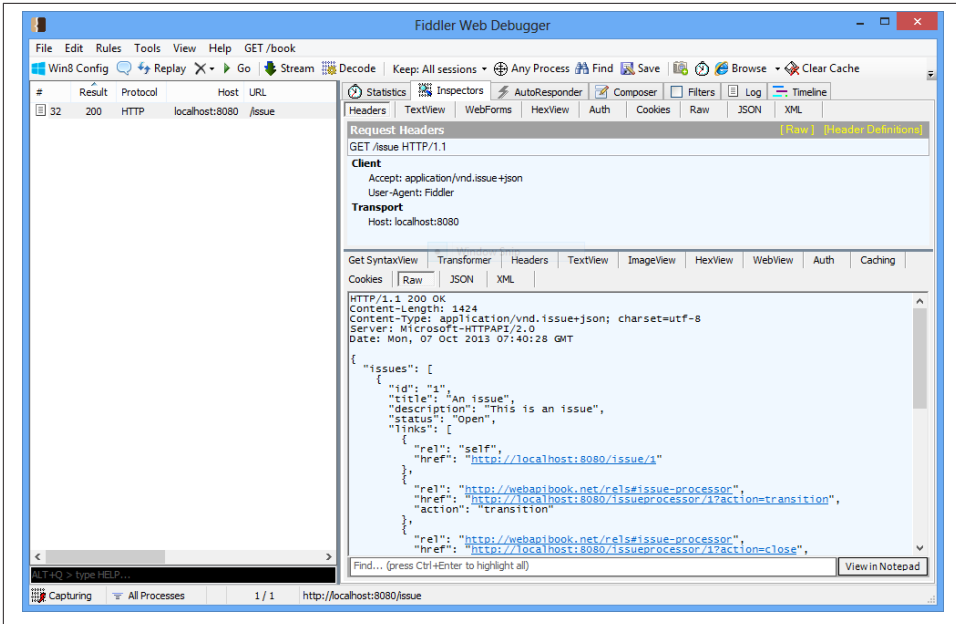 Fiddler Web Debugger
File Edit Rules Tools View Help GET /book
Win8 Config Replay Go Stream Decode Keep: All sessions Any Process Find Save Browse Clear Cache
# Result Protocol Host URL
32 200 HTTP localhost:8080 /issue
Statistics Inspectors AutoResponder Composer Filters Log Timeline
Headers TextView WebForms HexView Auth Cookies Raw JSON XML
Request Headers [ Raw ] [Header Definitions]
GET /issue HTTP/1.1
Client
Accept: application/vnd.issue+json
User-Agent: Fiddler
Transport
Host: localhost:8080
Get SyntaxView Transformer Headers TextView ImageView HexView WebView Auth Caching
Cookies Raw JSON XML
HTTP/1.1 200 OK
Content-Length: 1424
Content-Type: application/vnd.issue+json; charset=utf-8
Server: Microsoft-HTTPAPI/2.0
Date: Mon, 07 Oct 2013 07:40:28 GMT
{
"issues": [
{
"id": "1",
"title": "An issue",
"description": "This is an issue",
"status": "Open",
"links": [
{
"rel": "self",
"href": "http://localhost:8080/issue/1"
},
{
"rel": "http://webapibook.net/rels#issue-processor",
"href": "http://localhost:8080/issueprocessor/1?action=transition",
"action": "transition"
},
{
"rel": "http://webapibook.net/rels#issue-processor",
"href": "http://localhost:8080/issueprocessor/1?action=close",
Find... (press Ctrl+Enter to highlight all) View in Notepad
ALT+Q > type HELP...
Capturing All Processes 1 / 1 http://localhost:8080/issue